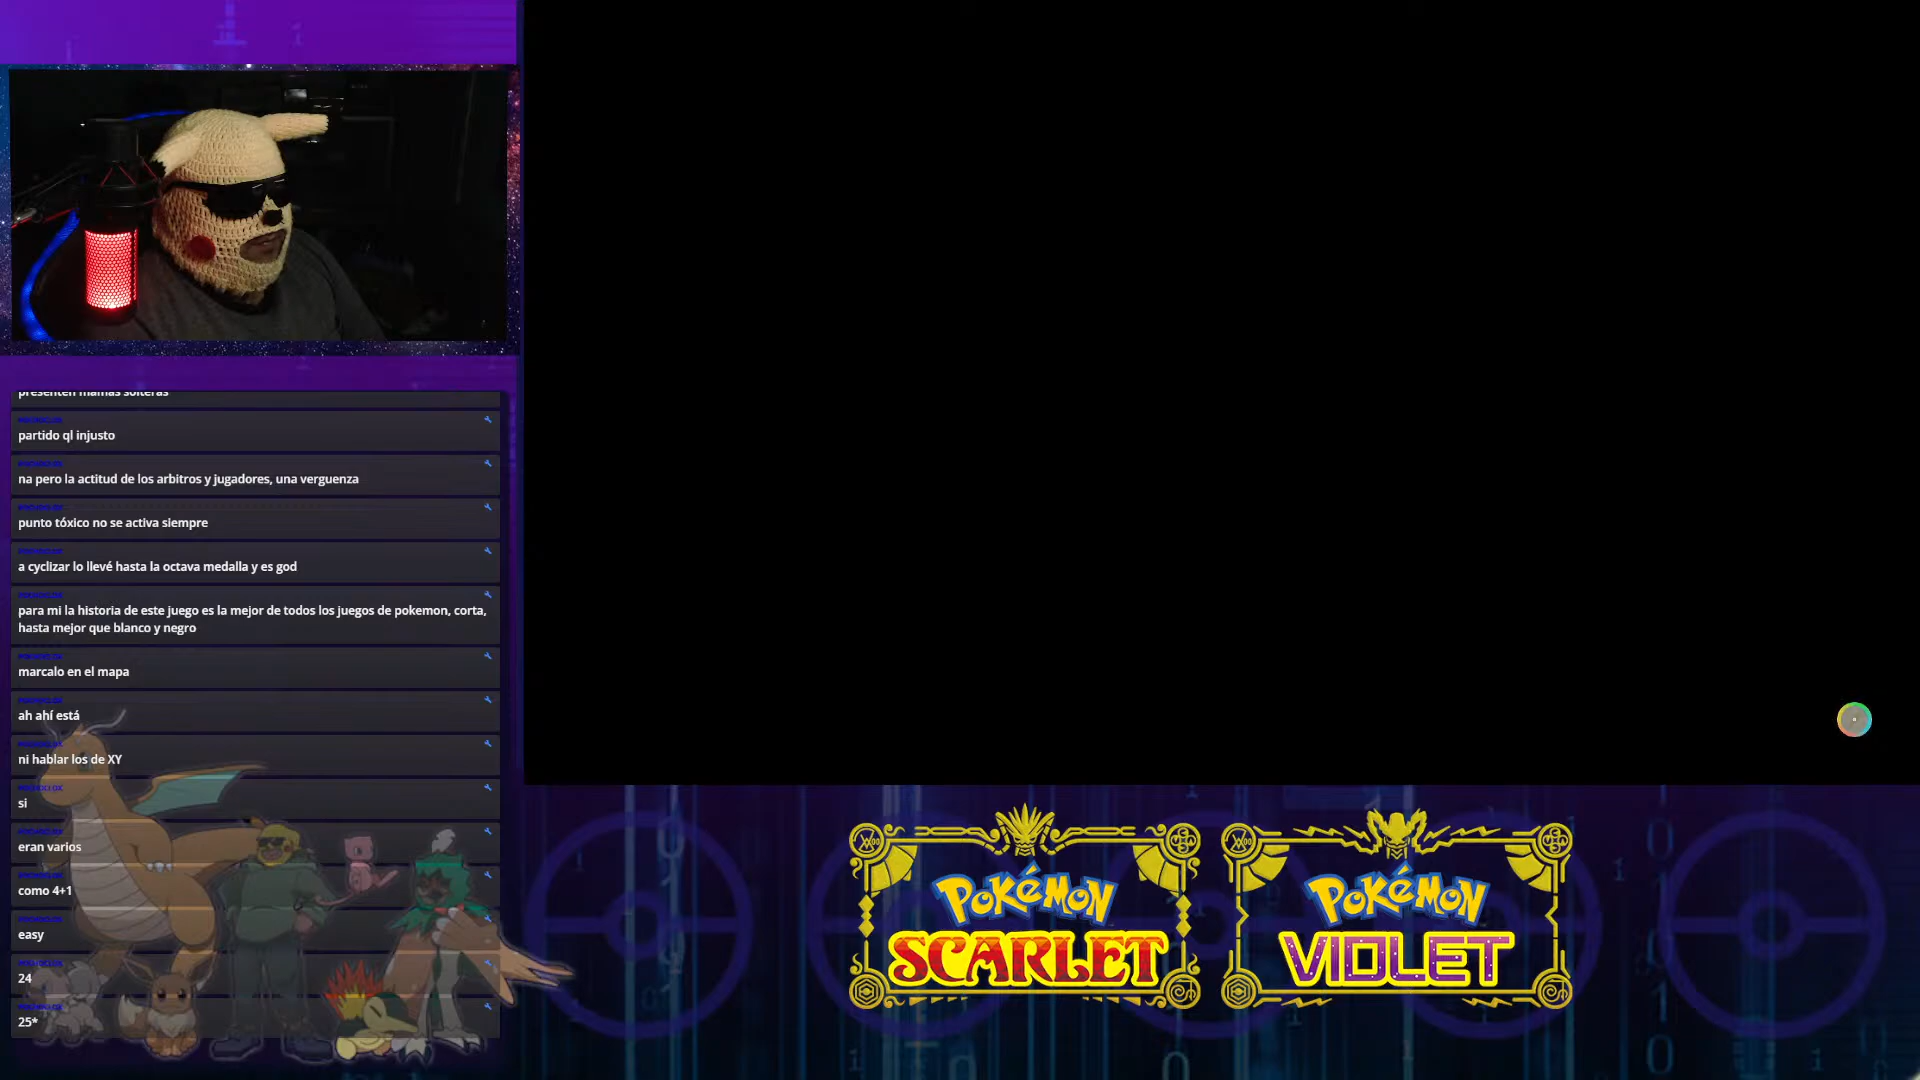 presenten mamás solteras
partido ql injusto
na pero la actitud de los arbitros y jugadores, una verguenza
punto tóxico no se activa siempre
a cyclizar lo llevé hasta la octava medalla y es god
para mi la historia de este juego es la mejor de todos los juegos de pokemon, corta,
hasta mejor que blanco y negro
marcalo en el mapa
ah ahí está
ni hablar los de XY
si
eran varios
como 4+1
easy
24
25*
POKéMON
SCARLET
POKéMON
VIOLET